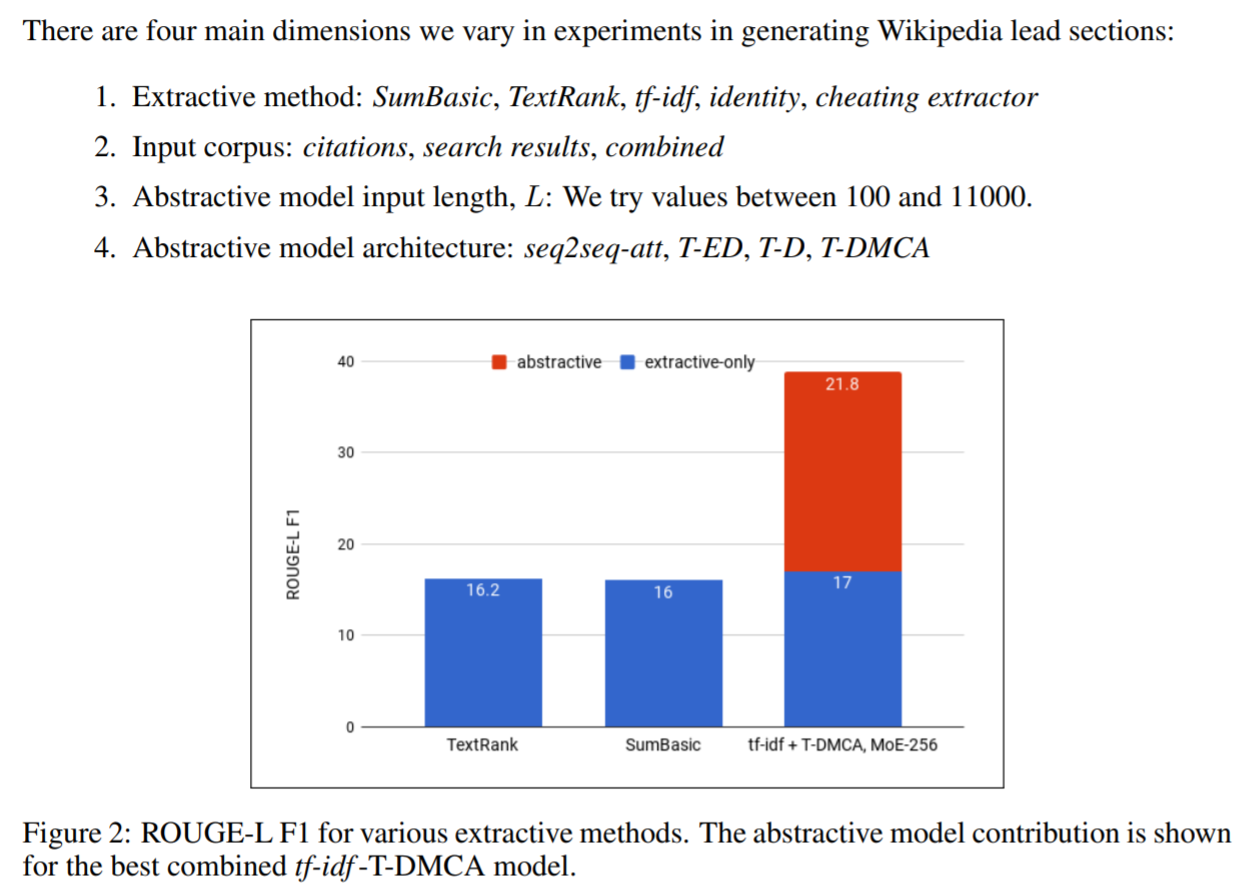 There are four main dimensions we vary in experiments in generating Wikipedia lead sections:
1. Extractive method: SumBasic, TextRank, tf-idf, identity, cheating extractor
2. Input corpus: citations, search results, combined
3. Abstractive model input length, L: We try values between 100 and 11000.
4. Abstractive model architecture: seq2seq-att, T-ED, T-D, T-DMCA
abstractive extractive-only
40
30
20
10
0
ROUGE-L F1
16.2
16
21.8
17
TextRank
SumBasic
tf-idf + T-DMCA, MoE-256
Figure 2: ROUGE-L F1 for various extractive methods. The abstractive model contribution is shown
for the best combined tf-idf-T-DMCA model.